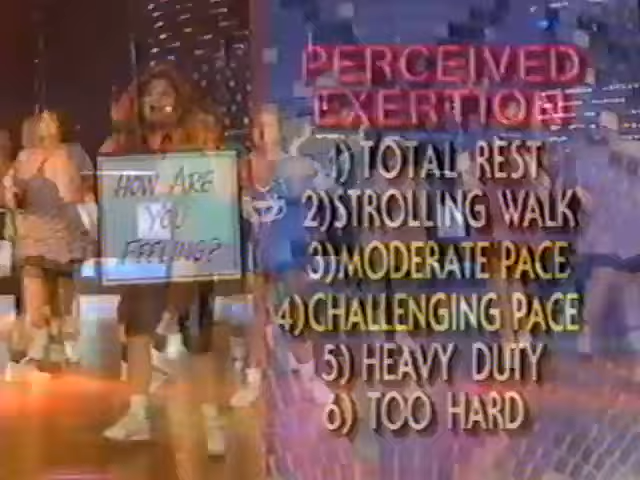 HOW ARE
YOU
FEELING?
PERCEIVED
EXERTION
1) TOTAL REST
2) STROLLING WALK
3) MODERATE PACE
4) CHALLENGING PACE
5) HEAVY DUTY
6) TOO HARD